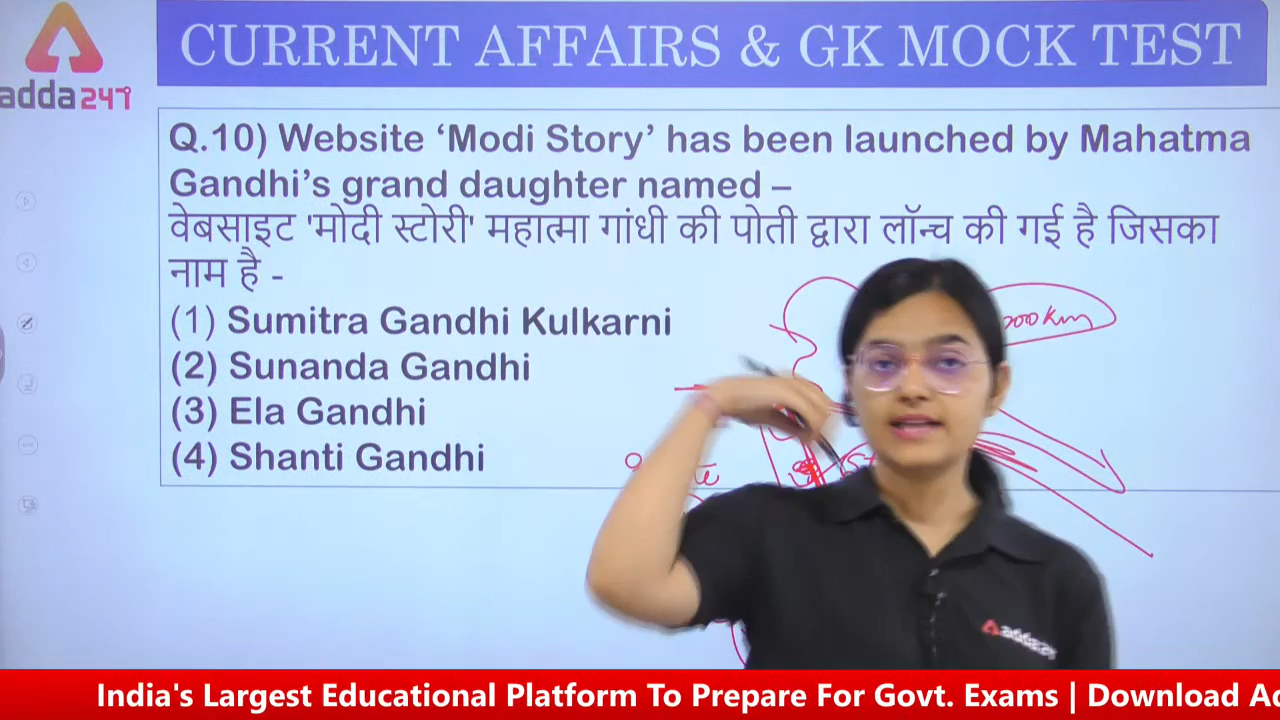 CURRENT AFFAIRS & GK MOCK TEST
adda247
Q.10) Website ‘Modi Story’ has been launched by Mahatma
Gandhi’s grand daughter named –
वेबसाइट 'मोदी स्टोरी' महात्मा गांधी की पोती द्वारा लॉन्च की गई है जिसका
नाम है -
(1) Sumitra Gandhi Kulkarni
(2) Sunanda Gandhi
(3) Ela Gandhi
(4) Shanti Gandhi
adda247
India's Largest Educational Platform To Prepare For Govt. Exams | Download